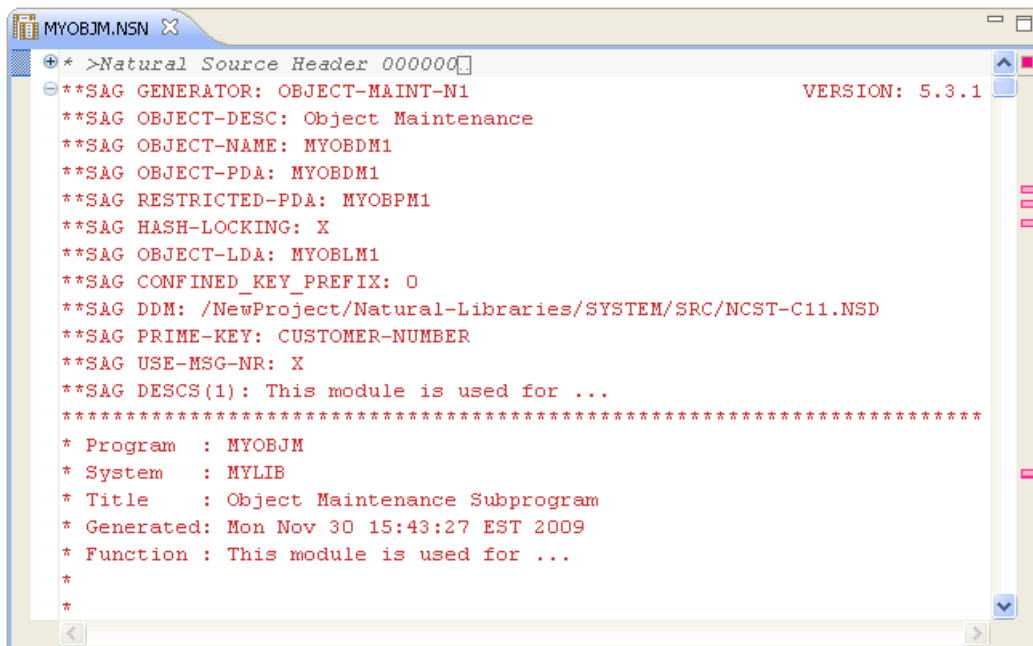 MYOBJM.NSN
* >Natural Source Header 000000
**SAG GENERATOR: OBJECT-MAINT-N1 VERSION: 5.3.1
**SAG OBJECT-DESC: Object Maintenance
**SAG OBJECT-NAME: MYOBDM1
**SAG OBJECT-PDA: MYOBDM1
**SAG RESTRICTED-PDA: MYOBPM1
**SAG HASH-LOCKING: X
**SAG OBJECT-LDA: MYOBLM1
**SAG CONFINED_KEY_PREFIX: O
**SAG DDM: /NewProject/Natural-Libraries/SYSTEM/SRC/NCST-C11.NSD
**SAG PRIME-KEY: CUSTOMER-NUMBER
**SAG USE-MSG-NR: X
**SAG DESCS(1): This module is used for ...
************************************************************************
* Program : MYOBJM
* System : MYLIB
* Title : Object Maintenance Subprogram
* Generated: Mon Nov 30 15:43:27 EST 2009
* Function : This module is used for ...
*
*